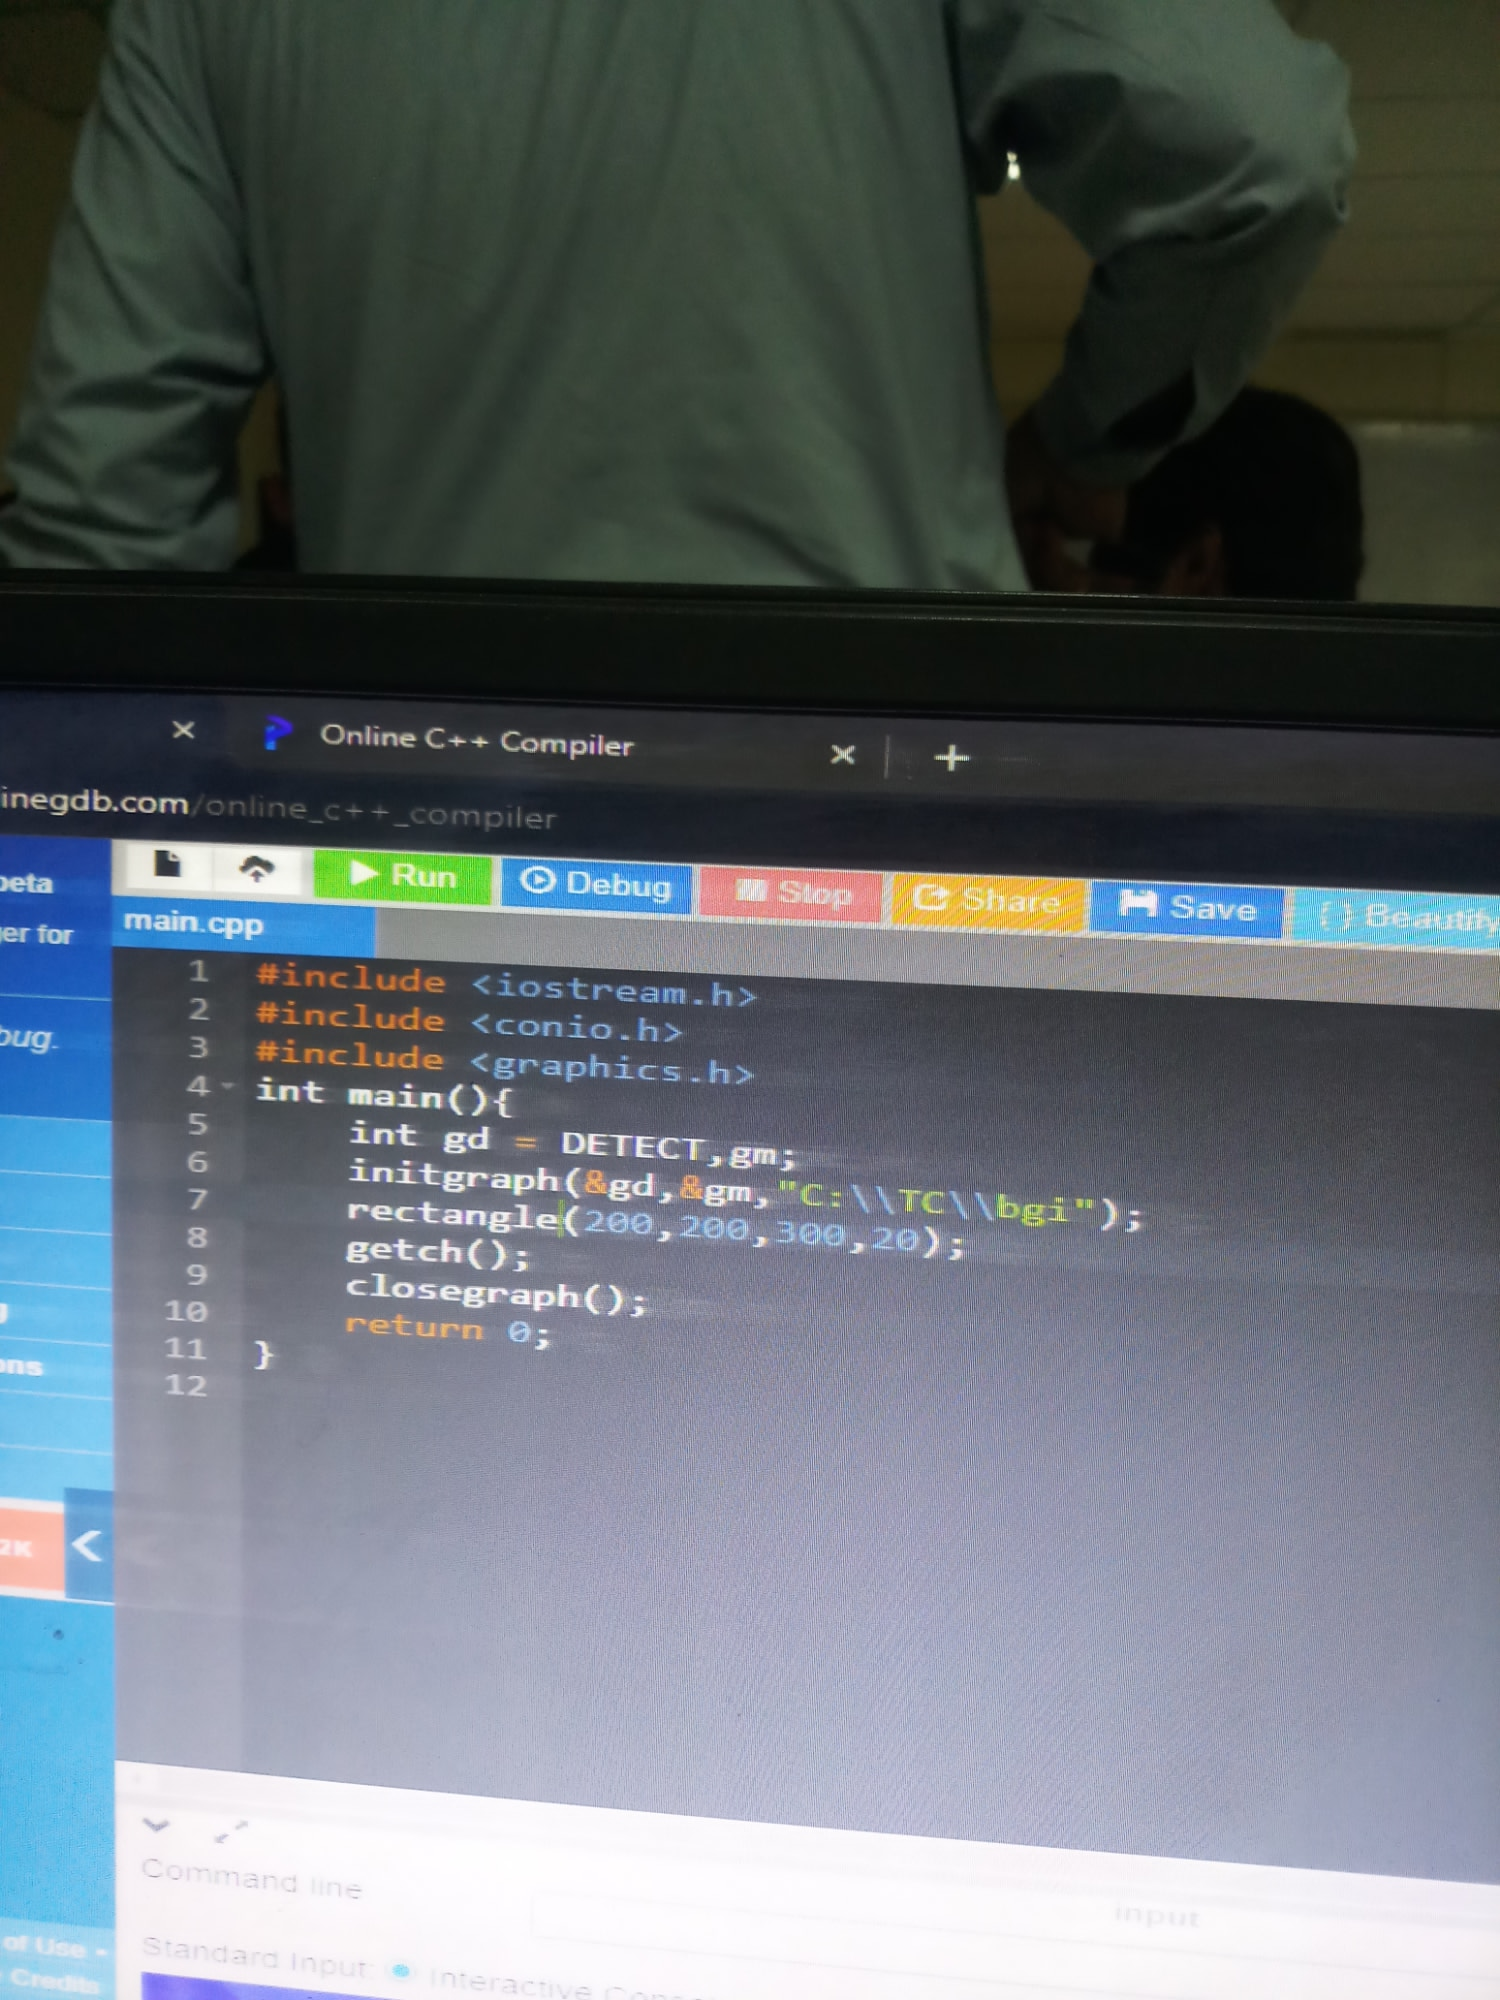 Online C++ Compiler
inegdb.com/online_c++_compiler
beta
Run Debug Stop Share Save { } Beautify
er for
main.cpp
bug.
1 #include <iostream.h>
2 #include <conio.h>
3 #include <graphics.h>
4 int main(){
5 int gd = DETECT,gm;
6 initgraph(&gd,&gm,"C:\\TC\\bgi");
7 rectangle(200,200,300,20);
8 getch();
9 closegraph();
10 return 0;
11 }
12
ons
2K
Command line
input
Standard Input: Interactive Cons
of Use
Credits